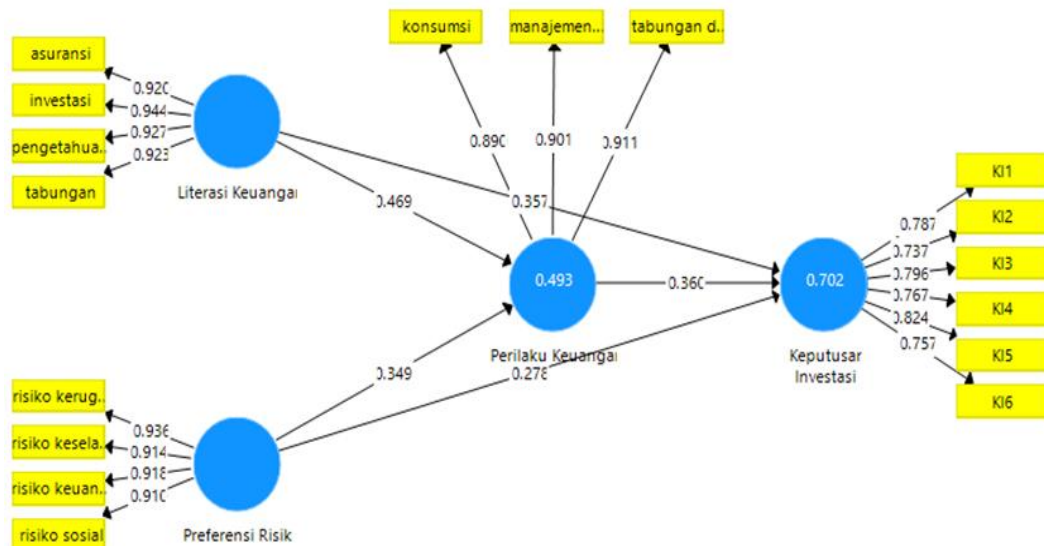 konsumsi
manajemen...
tabungan d...
asuransi
investasi
pengetahua..
tabungan
0.920
0.944
0.927
0.923
Literasi Keuangar
0.890
0.901
0.911
0.469
0.357
0.493
Perilaku Keuangar
0.360
0.702
Keputusar
Investasi
0.787
0.737
0.796
0.767
0.824
0.757
KI1
KI2
KI3
KI4
KI5
KI6
0.349
0.278
risiko kerug..
risiko kesela..
risiko keuan..
risiko sosial
0.936
0.914
0.918
0.910
Preferensi Risik